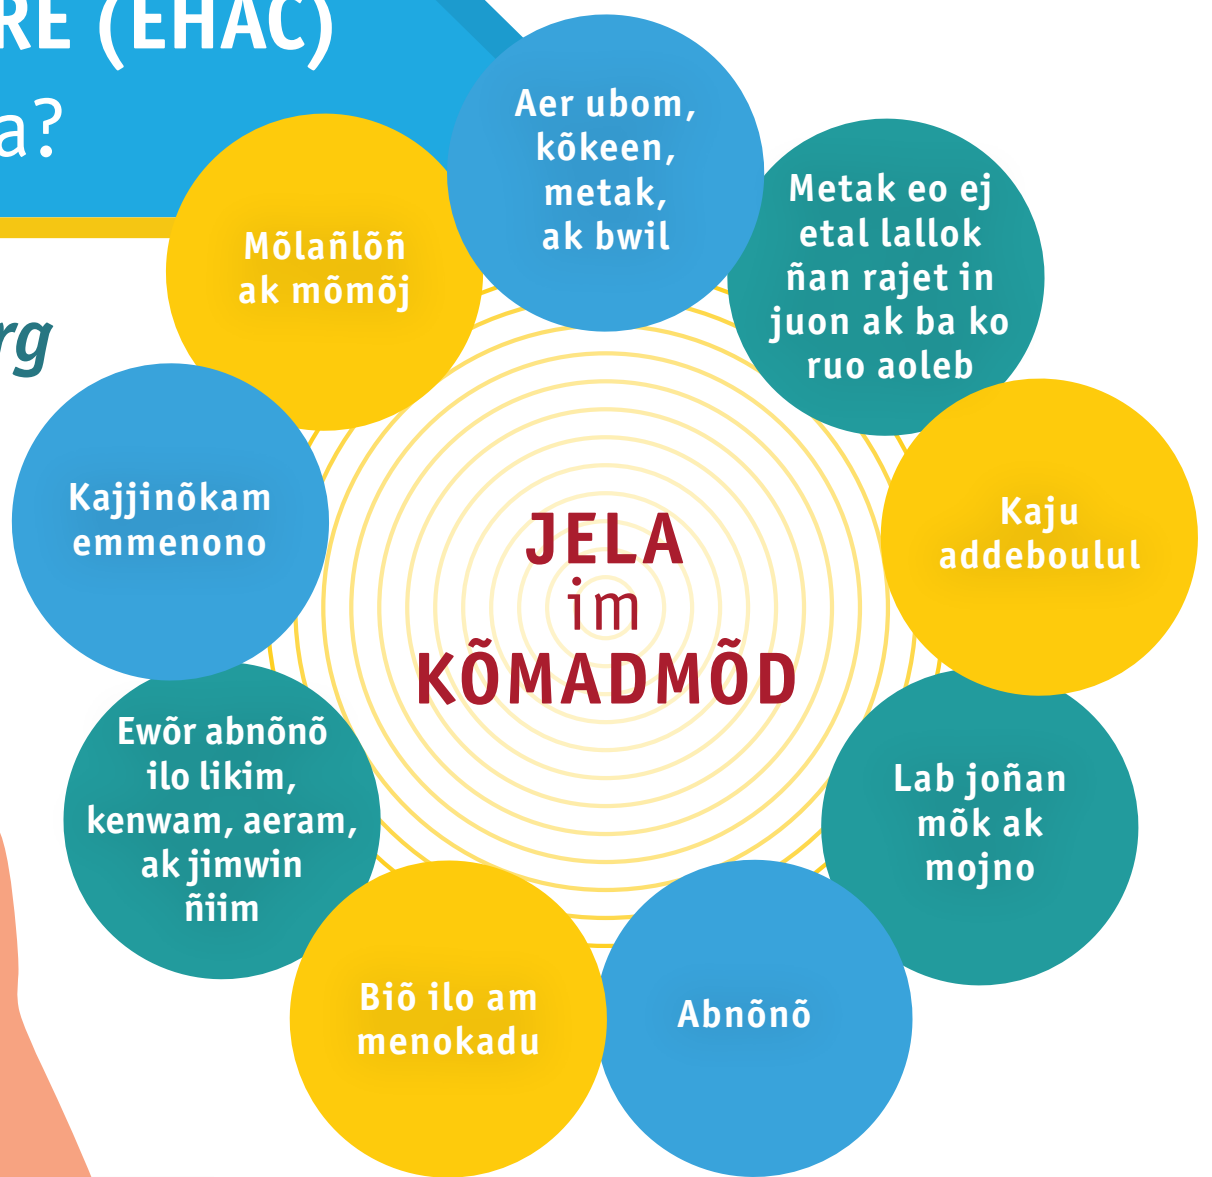 RE (EHAC)
a?
rg
Aer ubom,
kõkeen,
metak,
ak bwil
Metak eo ej
etal lallok
ñan rajet in
juon ak ba ko
ruo aoleb
Kaju
addeboulul
Lab joñan
mõk ak
mojno
Abnõnõ
Biõ ilo am
menokadu
Ewõr abnõnõ
ilo likim,
kenwam, aeram,
ak jimwin
ñiim
Kajjinõkam
emmenono
Mõlañlõñ
ak mõmõj
JELA
im
KÕMADMÕD